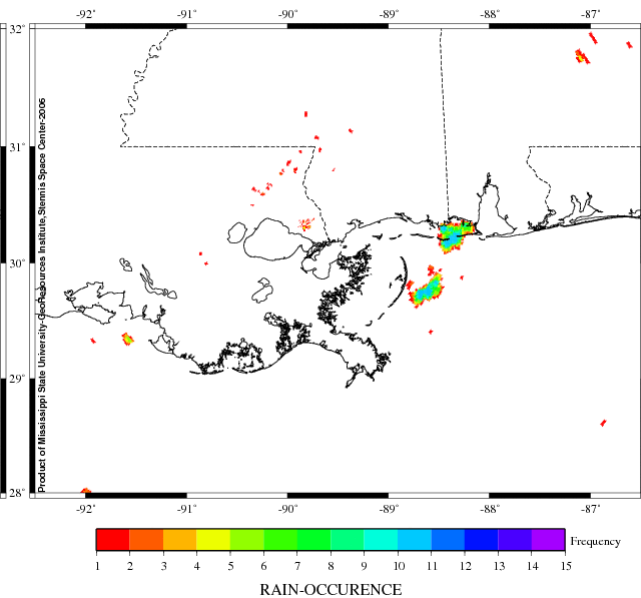 -92° -91° -90° -89° -88° -87°
32°
31°
30°
29°
28°
Product of Mississippi State University-GeoResources Institute,Stennis Space Center-2006
-92° -91° -90° -89° -88° -87°
Frequency
1 2 3 4 5 6 7 8 9 10 11 12 13 14 15
RAIN-OCCURENCE